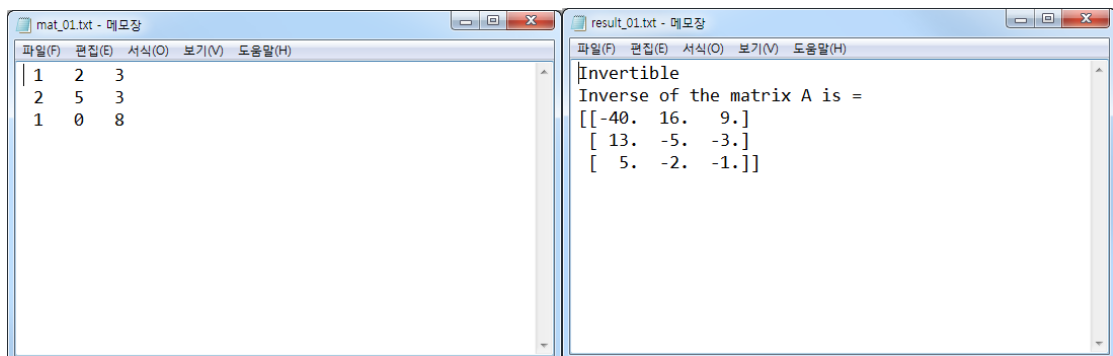 mat_01.txt - 메모장
파일(F) 편집(E) 서식(O) 보기(V) 도움말(H)
1 2 3
2 5 3
1 0 8
result_01.txt - 메모장
파일(F) 편집(E) 서식(O) 보기(V) 도움말(H)
Invertible
Inverse of the matrix A is =
[[-40. 16. 9.]
[ 13. -5. -3.]
[ 5. -2. -1.]]